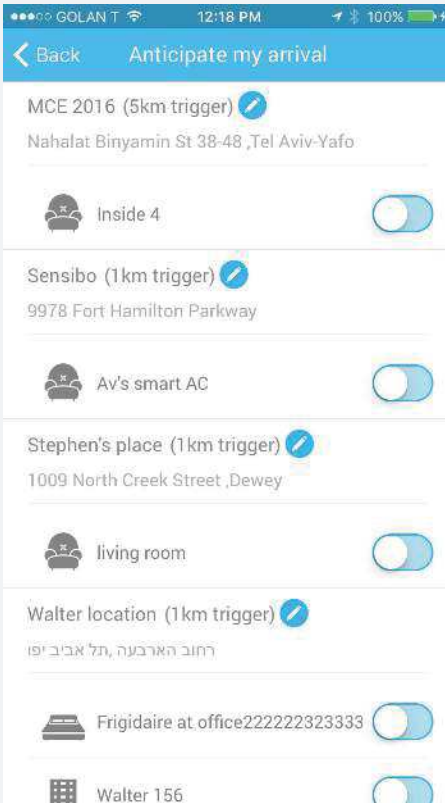 GOLAN T 12:18 PM 100%
Back Anticipate my arrival
MCE 2016 (5km trigger)
Nahalat Binyamin St 38-48 ,Tel Aviv-Yafo
Inside 4
Sensibo (1km trigger)
9978 Fort Hamilton Parkway
Av's smart AC
Stephen's place (1km trigger)
1009 North Creek Street ,Dewey
living room
Walter location (1km trigger)
רחוב הארבעה ,תל אביב יפו
Frigidaire at office222222323333
Walter 156